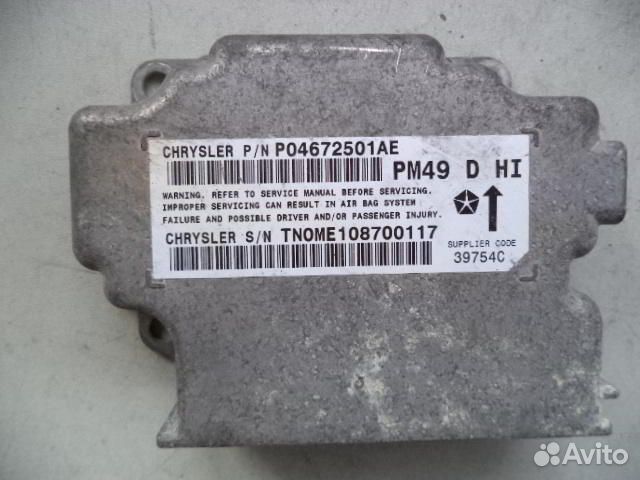 CHRYSLER P/N P04672501AE
PM49 D HI
WARNING. REFER TO SERVICE MANUAL BEFORE SERVICING.
IMPROPER SERVICING CAN RESULT IN AIR BAG SYSTEM
FAILURE AND POSSIBLE DRIVER AND/OR PASSENGER INJURY.
CHRYSLER S/N TNOME108700117
SUPPLIER CODE
39754C
Avito